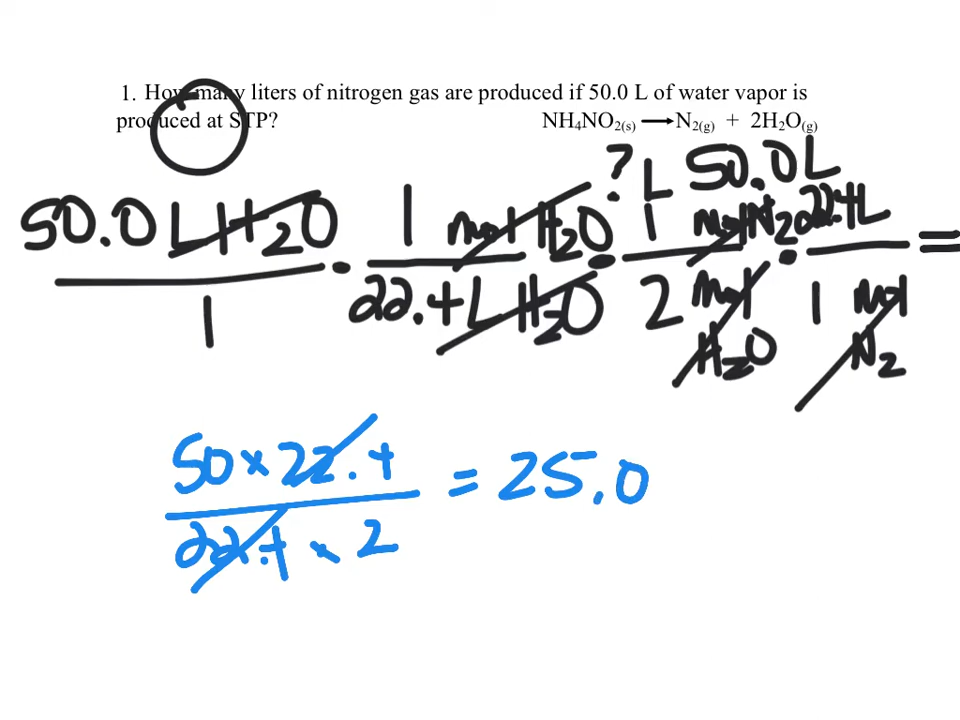 1. How many liters of nitrogen gas are produced if 50.0 L of water vapor is
produced at STP? NH₄NO₂(s) ⟶ N₂(g) + 2H₂O(g)
? L 50.0L
50.0 L H₂O 1 mol H₂O 1 mol N₂ 22.4L
· · · =
1 22.4 L H₂O 2 mol 1 mol
H₂O N₂
50 x 22.4
= 25.0
22.4 x 2